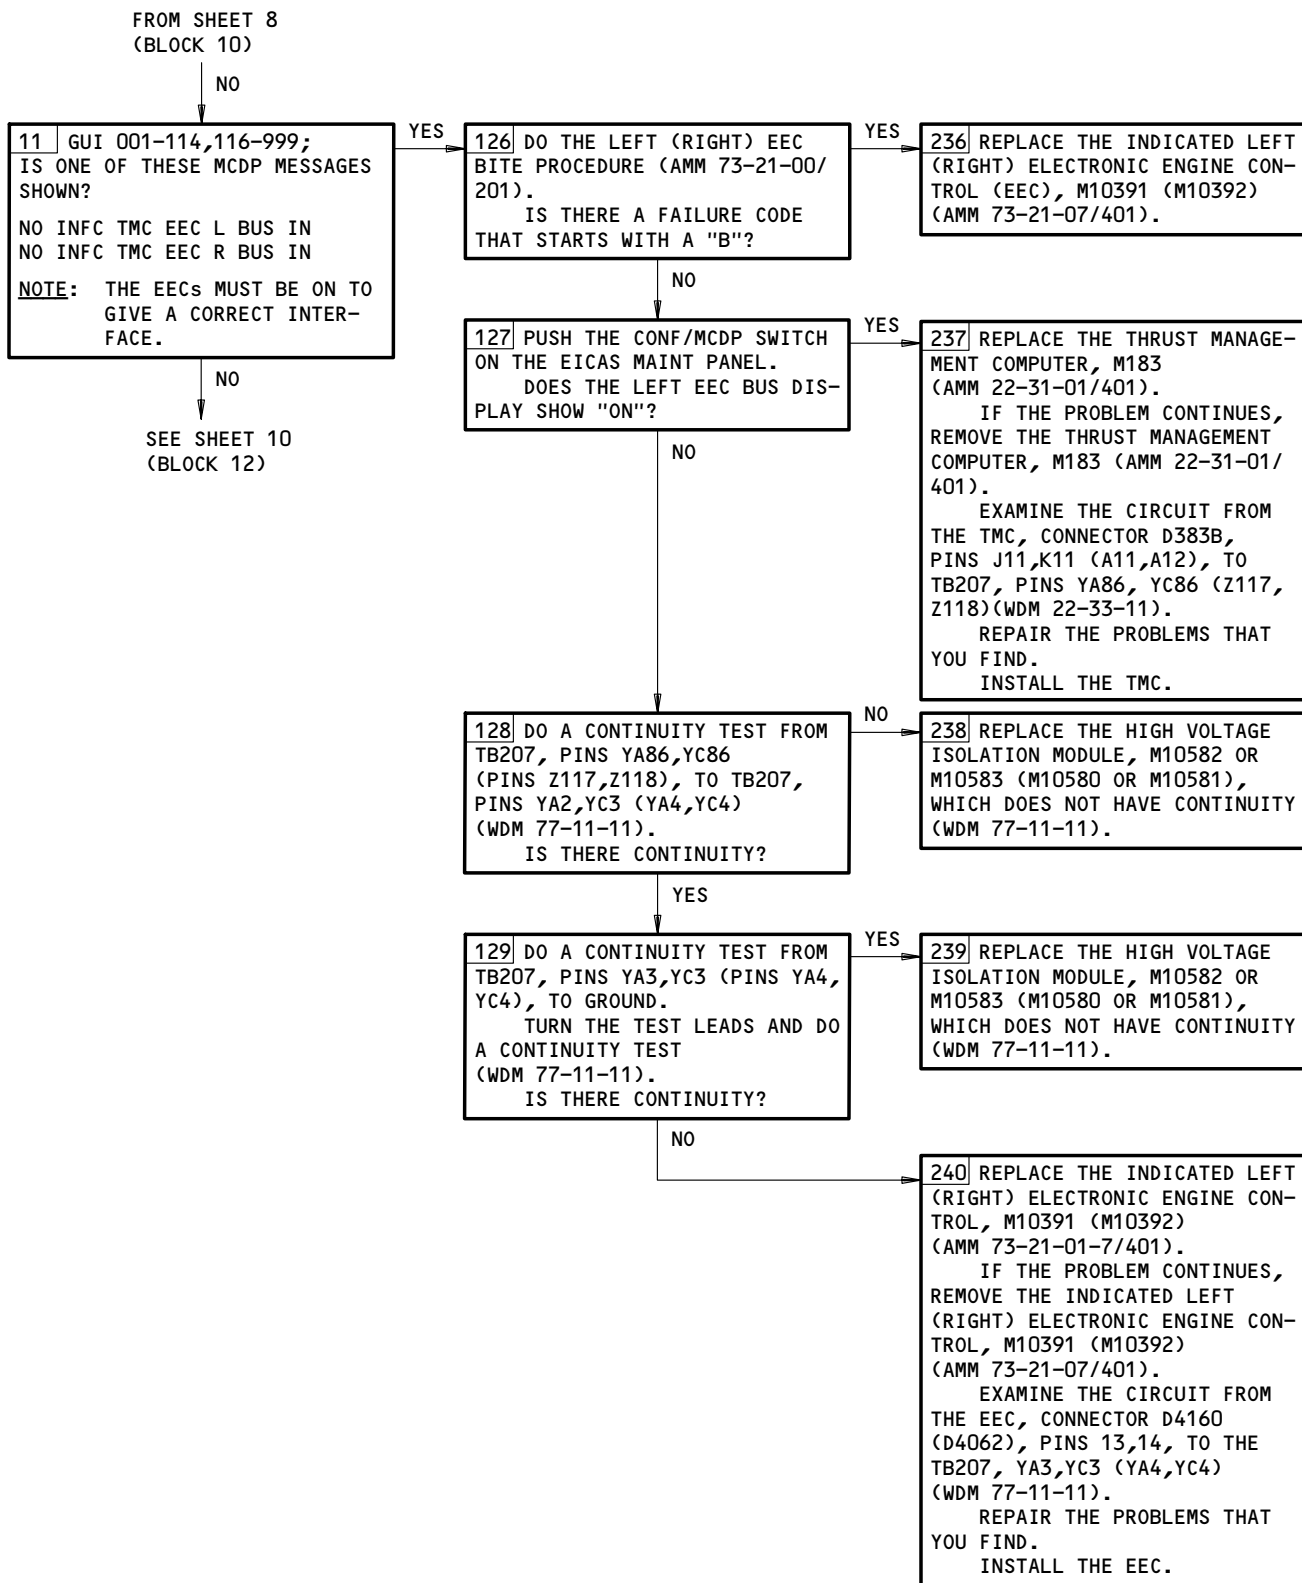 FROM SHEET 8
(BLOCK 10)
NO
11 GUI 001-114,116-999;
IS ONE OF THESE MCDP MESSAGES
SHOWN?
NO INFC TMC EEC L BUS IN
NO INFC TMC EEC R BUS IN
NOTE: THE EECs MUST BE ON TO
GIVE A CORRECT INTER-
FACE.
NO
SEE SHEET 10
(BLOCK 12)
YES
126 DO THE LEFT (RIGHT) EEC
BITE PROCEDURE (AMM 73-21-00/
201).
IS THERE A FAILURE CODE
THAT STARTS WITH A "B"?
YES
236 REPLACE THE INDICATED LEFT
(RIGHT) ELECTRONIC ENGINE CON-
TROL (EEC), M10391 (M10392)
(AMM 73-21-07/401).
NO
127 PUSH THE CONF/MCDP SWITCH
ON THE EICAS MAINT PANEL.
DOES THE LEFT EEC BUS DIS-
PLAY SHOW "ON"?
YES
237 REPLACE THE THRUST MANAGE-
MENT COMPUTER, M183
(AMM 22-31-01/401).
IF THE PROBLEM CONTINUES,
REMOVE THE THRUST MANAGEMENT
COMPUTER, M183 (AMM 22-31-01/
401).
EXAMINE THE CIRCUIT FROM
THE TMC, CONNECTOR D383B,
PINS J11,K11 (A11,A12), TO
TB207, PINS YA86, YC86 (Z117,
Z118)(WDM 22-33-11).
REPAIR THE PROBLEMS THAT
YOU FIND.
INSTALL THE TMC.
NO
128 DO A CONTINUITY TEST FROM
TB207, PINS YA86,YC86
(PINS Z117,Z118), TO TB207,
PINS YA2,YC3 (YA4,YC4)
(WDM 77-11-11).
IS THERE CONTINUITY?
NO
238 REPLACE THE HIGH VOLTAGE
ISOLATION MODULE, M10582 OR
M10583 (M10580 OR M10581),
WHICH DOES NOT HAVE CONTINUITY
(WDM 77-11-11).
YES
129 DO A CONTINUITY TEST FROM
TB207, PINS YA3,YC3 (PINS YA4,
YC4), TO GROUND.
TURN THE TEST LEADS AND DO
A CONTINUITY TEST
(WDM 77-11-11).
IS THERE CONTINUITY?
YES
239 REPLACE THE HIGH VOLTAGE
ISOLATION MODULE, M10582 OR
M10583 (M10580 OR M10581),
WHICH DOES NOT HAVE CONTINUITY
(WDM 77-11-11).
NO
240 REPLACE THE INDICATED LEFT
(RIGHT) ELECTRONIC ENGINE CON-
TROL, M10391 (M10392)
(AMM 73-21-01-7/401).
IF THE PROBLEM CONTINUES,
REMOVE THE INDICATED LEFT
(RIGHT) ELECTRONIC ENGINE CON-
TROL, M10391 (M10392)
(AMM 73-21-07/401).
EXAMINE THE CIRCUIT FROM
THE EEC, CONNECTOR D4160
(D4062), PINS 13,14, TO THE
TB207, YA3,YC3 (YA4,YC4)
(WDM 77-11-11).
REPAIR THE PROBLEMS THAT
YOU FIND.
INSTALL THE EEC.